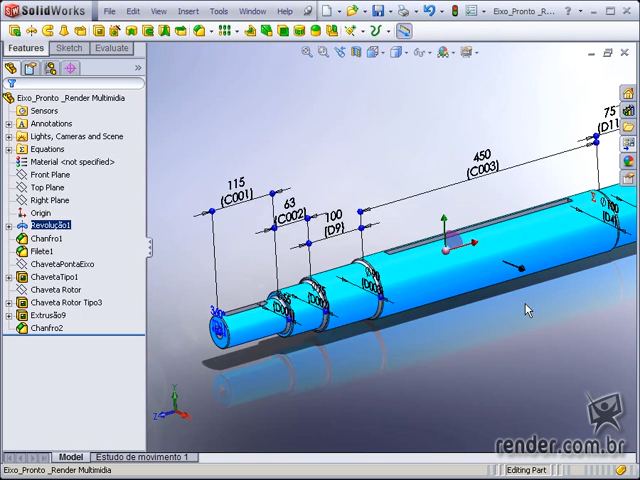 SolidWorks
File Edit View Insert Tools Window Help
Eixo_Pronto _R...
Features Sketch Evaluate
Eixo_Pronto _Render Multimidia
Sensors
Annotations
Lights, Cameras and Scene
Equations
Material <not specified>
Front Plane
Top Plane
Right Plane
Origin
Revolução1
Chanfro1
Filete1
ChavetaPontaEixo
ChavetaTipo1
Chaveta Rotor
Chaveta Rotor Tipo3
Extrusão9
Chanfro2
75
(D11
450
(C003)
115
(C001)
63
(C002)
100
(D9)
(D4)
Y
Z
X
render.com.br
Model Estudo de movimento 1
Eixo_Pronto _Render Multimidia
Editing Part